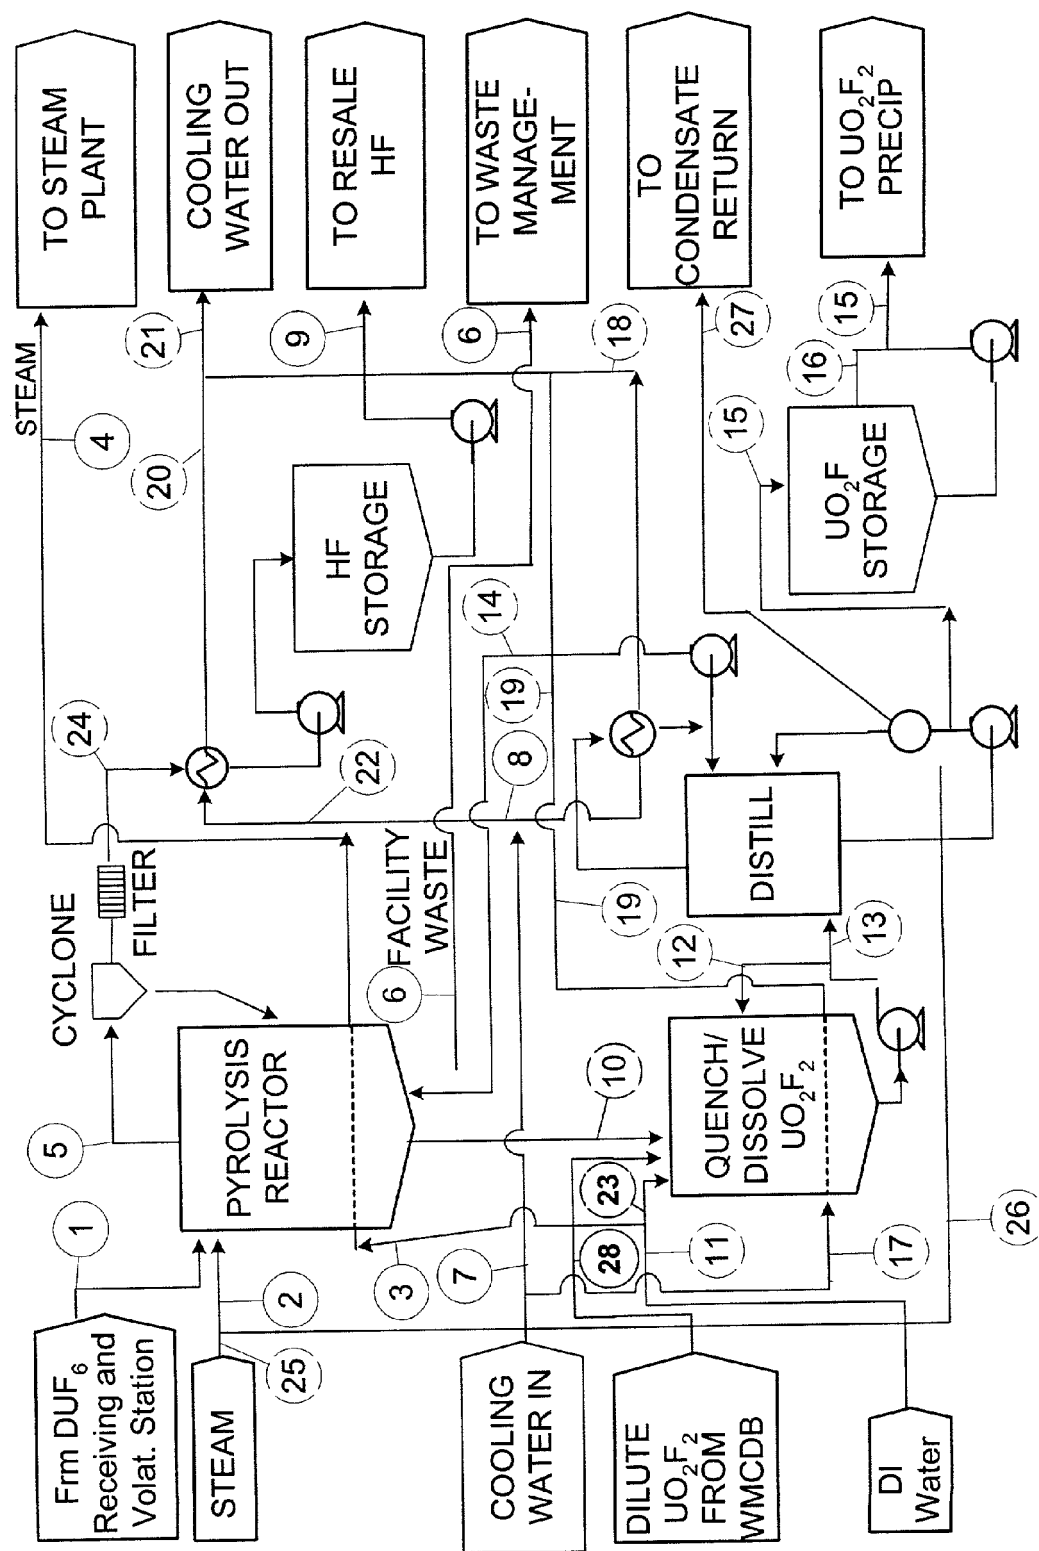 Frm DUF6
Receiving and
Volat. Station
STEAM
COOLING
WATER IN
DILUTE
UO2F2
FROM
WMCDB
DI
Water
1
2
25
3
7
28
23
11
17
26
5
PYROLYSIS
REACTOR
10
QUENCH/
DISSOLVE
UO2F2
CYCLONE
FILTER
6
FACILITY
WASTE
12
13
19
DISTILL
24
22
8
19
14
HF
STORAGE
20
21
STEAM
4
9
6
18
27
15
UO2F
STORAGE
16
15
TO STEAM
PLANT
COOLING
WATER OUT
TO RESALE
HF
TO WASTE
MANAGE-
MENT
TO
CONDENSATE
RETURN
TO UO2F2
PRECIP